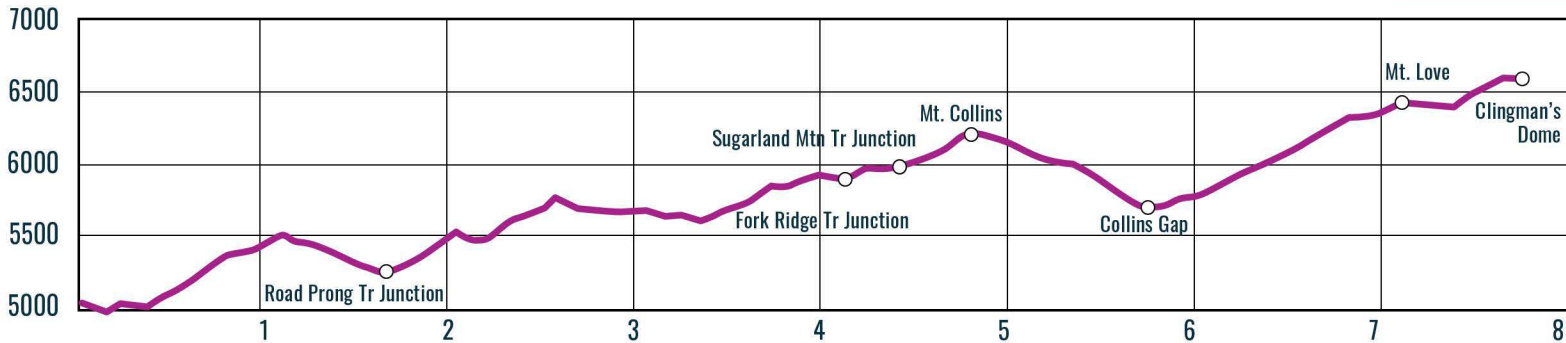 7000
6500
6000
5500
5000
Mt. Love
Clingman's
Dome
Mt. Collins
Sugarland Mtn Tr Junction
Fork Ridge Tr Junction
Collins Gap
Road Prong Tr Junction
1 2 3 4 5 6 7 8